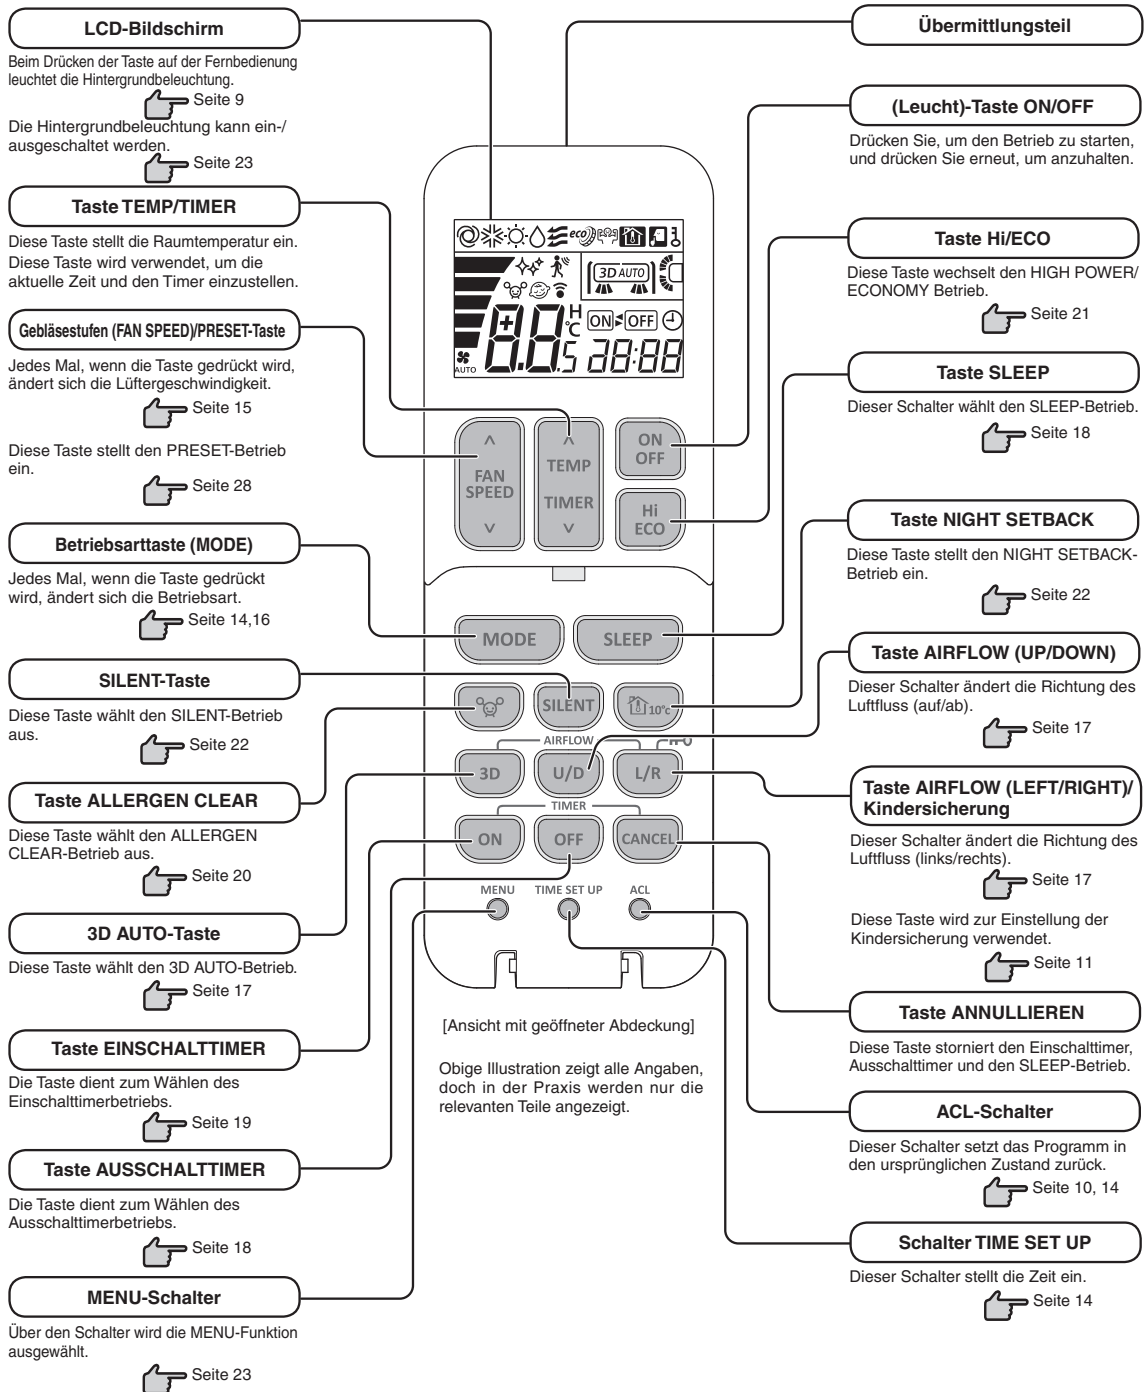 LCD-Bildschirm
Beim Drücken der Taste auf der Fernbedienung
leuchtet die Hintergrundbeleuchtung.
Seite 9
Die Hintergrundbeleuchtung kann ein-/
ausgeschaltet werden.
Seite 23
Taste TEMP/TIMER
Diese Taste stellt die Raumtemperatur ein.
Diese Taste wird verwendet, um die
aktuelle Zeit und den Timer einzustellen.
Gebläsestufen (FAN SPEED)/PRESET-Taste
Jedes Mal, wenn die Taste gedrückt wird,
ändert sich die Lüftergeschwindigkeit.
Seite 15
Diese Taste stellt den PRESET-Betrieb
ein.
Seite 28
Betriebsarttaste (MODE)
Jedes Mal, wenn die Taste gedrückt
wird, ändert sich die Betriebsart.
Seite 14,16
SILENT-Taste
Diese Taste wählt den SILENT-Betrieb
aus.
Seite 22
Taste ALLERGEN CLEAR
Diese Taste wählt den ALLERGEN
CLEAR-Betrieb aus.
Seite 20
3D AUTO-Taste
Diese Taste wählt den 3D AUTO-Betrieb.
Seite 17
Taste EINSCHALTTIMER
Die Taste dient zum Wählen des
Einschalttimerbetriebs.
Seite 19
Taste AUSSCHALTTIMER
Die Taste dient zum Wählen des
Ausschalttimerbetriebs.
Seite 18
MENU-Schalter
Über den Schalter wird die MENU-Funktion
ausgewählt.
Seite 23
eco
3D AUTO
H
°C
ON OFF
AUTO
8.8.5 28:88
FAN
SPEED
TEMP
TIMER
ON
OFF
Hi
ECO
MODE
SLEEP
SILENT
10°c
AIRFLOW
3D
U/D
L/R
TIMER
ON
OFF
CANCEL
MENU
TIME SET UP
ACL
[Ansicht mit geöffneter Abdeckung]
Obige Illustration zeigt alle Angaben,
doch in der Praxis werden nur die
relevanten Teile angezeigt.
Übermittlungsteil
(Leucht)-Taste ON/OFF
Drücken Sie, um den Betrieb zu starten,
und drücken Sie erneut, um anzuhalten.
Taste Hi/ECO
Diese Taste wechselt den HIGH POWER/
ECONOMY Betrieb.
Seite 21
Taste SLEEP
Dieser Schalter wählt den SLEEP-Betrieb.
Seite 18
Taste NIGHT SETBACK
Diese Taste stellt den NIGHT SETBACK-
Betrieb ein.
Seite 22
Taste AIRFLOW (UP/DOWN)
Dieser Schalter ändert die Richtung des
Luftfluss (auf/ab).
Seite 17
Taste AIRFLOW (LEFT/RIGHT)/
Kindersicherung
Dieser Schalter ändert die Richtung des
Luftfluss (links/rechts).
Seite 17
Diese Taste wird zur Einstellung der
Kindersicherung verwendet.
Seite 11
Taste ANNULLIEREN
Diese Taste storniert den Einschalttimer,
Ausschalttimer und den SLEEP-Betrieb.
ACL-Schalter
Dieser Schalter setzt das Programm in
den ursprünglichen Zustand zurück.
Seite 10, 14
Schalter TIME SET UP
Dieser Schalter stellt die Zeit ein.
Seite 14